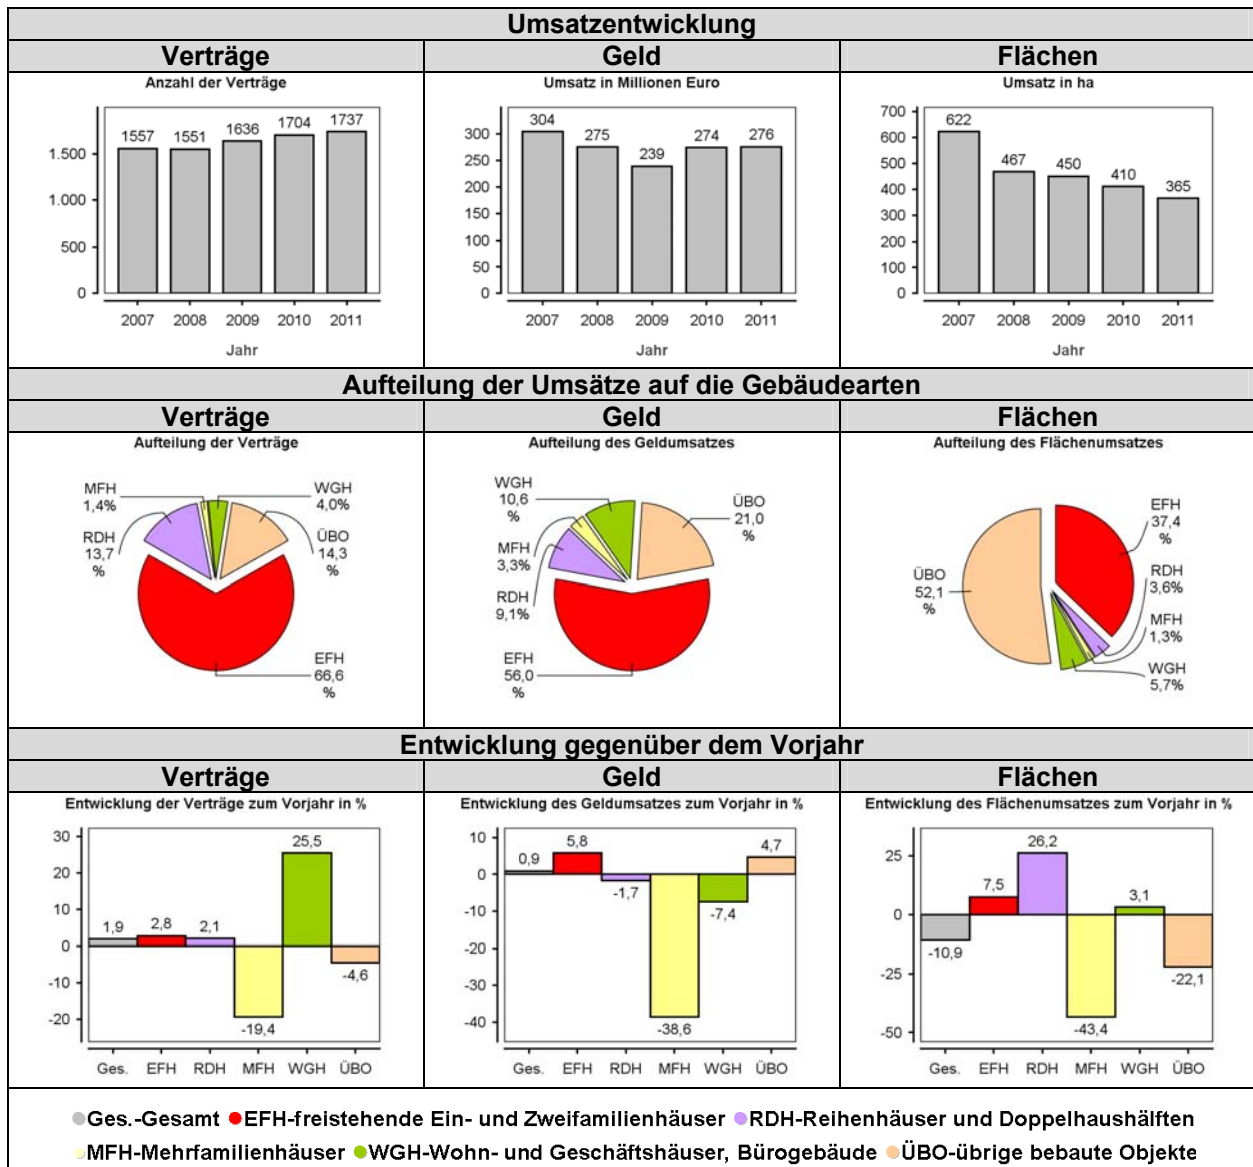 Umsatzentwicklung
Verträge
Geld
Flächen
Anzahl der Verträge
1557
1551
1636
1704
1737
1.500
1.000
500
0
2007 2008 2009 2010 2011
Jahr
Umsatz in Millionen Euro
304
275
239
274
276
300
250
200
150
100
50
0
2007 2008 2009 2010 2011
Jahr
Umsatz in ha
622
467
450
410
365
700
600
500
400
300
200
100
0
2007 2008 2009 2010 2011
Jahr
Aufteilung der Umsätze auf die Gebäudearten
Verträge
Geld
Flächen
Aufteilung der Verträge
MFH
1,4%
WGH
4,0%
RDH
13,7
%
ÜBO
14,3
%
EFH
66,6
%
Aufteilung des Geldumsatzes
WGH
10,6
%
ÜBO
21,0
%
MFH
3,3%
RDH
9,1%
EFH
56,0
%
Aufteilung des Flächenumsatzes
EFH
37,4
%
ÜBO
52,1
%
RDH
3,6%
MFH
1,3%
WGH
5,7%
Entwicklung gegenüber dem Vorjahr
Verträge
Geld
Flächen
Entwicklung der Verträge zum Vorjahr in %
30
20
10
0
-10
-20
1,9
2,8
2,1
-19,4
25,5
-4,6
Ges. EFH RDH MFH WGH ÜBO
Entwicklung des Geldumsatzes zum Vorjahr in %
10
0
-10
-20
-30
-40
0,9
5,8
-1,7
-38,6
-7,4
4,7
Ges. EFH RDH MFH WGH ÜBO
Entwicklung des Flächenumsatzes zum Vorjahr in %
25
0
-25
-50
-10,9
7,5
26,2
-43,4
3,1
-22,1
Ges. EFH RDH MFH WGH ÜBO
Ges.-Gesamt EFH-freistehende Ein- und Zweifamilienhäuser RDH-Reihenhäuser und Doppelhaushälften
MFH-Mehrfamilienhäuser WGH-Wohn- und Geschäftshäuser, Bürogebäude ÜBO-übrige bebaute Objekte